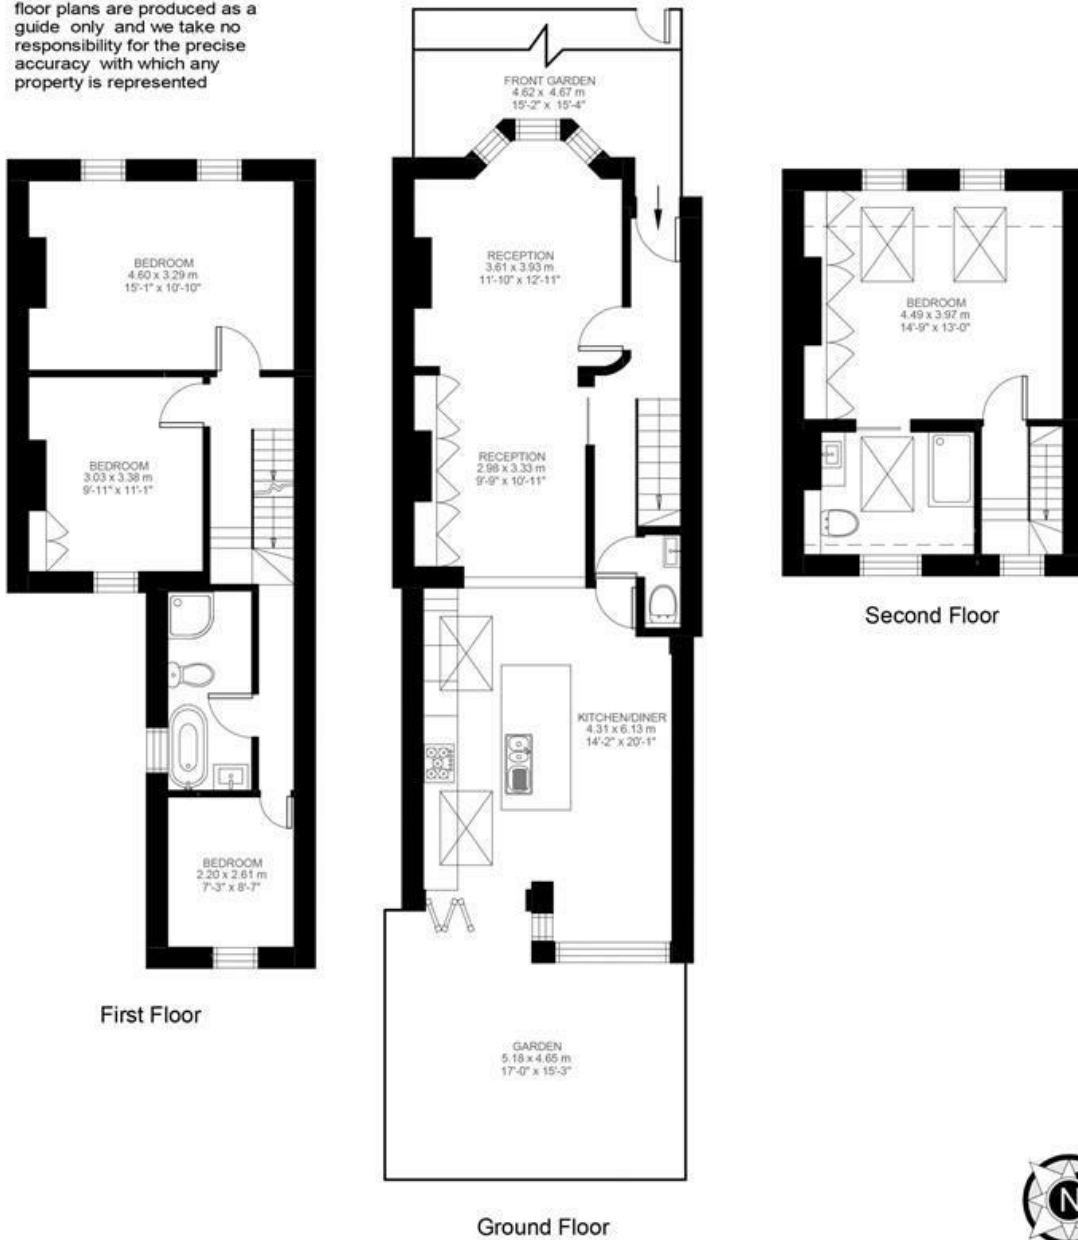 floor plans are produced as a
guide only and we take no
responsibility for the precise
accuracy with which any
property is represented
FRONT GARDEN
4.62 x 4.67 m
15'-2" x 15'-4"
BEDROOM
4.60 x 3.29 m
15'-1" x 10'-10"
RECEPTION
3.61 x 3.93 m
11'-10" x 12'-11"
BEDROOM
4.49 x 3.97 m
14'-9" x 13'-0"
BEDROOM
3.03 x 3.38 m
9'-11" x 11'-1"
RECEPTION
2.98 x 3.33 m
9'-9" x 10'-11"
Second Floor
KITCHEN/DINER
4.31 x 6.13 m
14'-2" x 20'-1"
BEDROOM
2.20 x 2.61 m
7'-3" x 8'-7"
First Floor
GARDEN
5.18 x 4.65 m
17'-0" x 15'-3"
N
Ground Floor